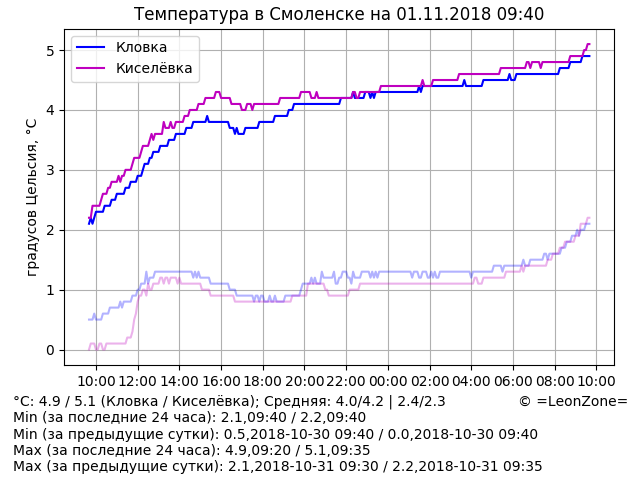 Температура в Смоленске на 01.11.2018 09:40
Кловка
Киселёвка
градусов Цельсия, °C
5
4
3
2
1
0
10:00 12:00 14:00 16:00 18:00 20:00 22:00 00:00 02:00 04:00 06:00 08:00 10:00
°C: 4.9 / 5.1 (Кловка / Киселёвка); Средняя: 4.0/4.2 | 2.4/2.3 © =LeonZone=
Min (за последние 24 часа): 2.1,09:40 / 2.2,09:40
Min (за предыдущие сутки): 0.5,2018-10-30 09:40 / 0.0,2018-10-30 09:40
Max (за последние 24 часа): 4.9,09:20 / 5.1,09:35
Max (за предыдущие сутки): 2.1,2018-10-31 09:30 / 2.2,2018-10-31 09:35